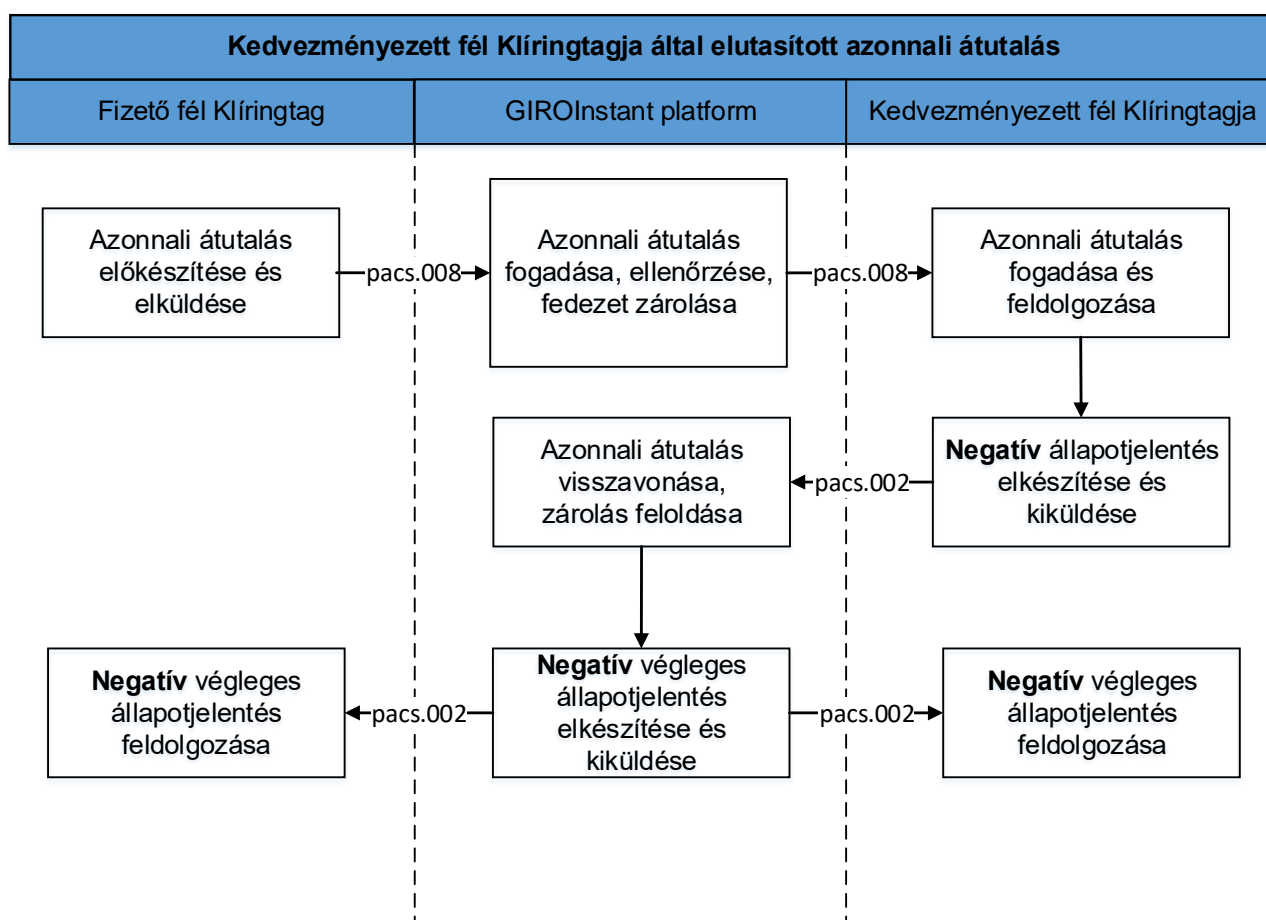 Kedvezményezett fél Klíringtagja által elutasított azonnali átutalás
Fizető fél Klíringtag
GIROInstant platform
Kedvezményezett fél Klíringtagja
Azonnali átutalás
előkészítése és
elküldése
pacs.008
Azonnali átutalás
fogadása, ellenőrzése,
fedezet zárolása
pacs.008
Azonnali átutalás
fogadása és
feldolgozása
Negatív állapotjelentés
elkészítése és
kiküldése
pacs.002
Azonnali átutalás
visszavonása,
zárolás feloldása
Negatív végleges
állapotjelentés
elkészítése és
kiküldése
pacs.002
Negatív végleges
állapotjelentés
feldolgozása
pacs.002
Negatív végleges
állapotjelentés
feldolgozása